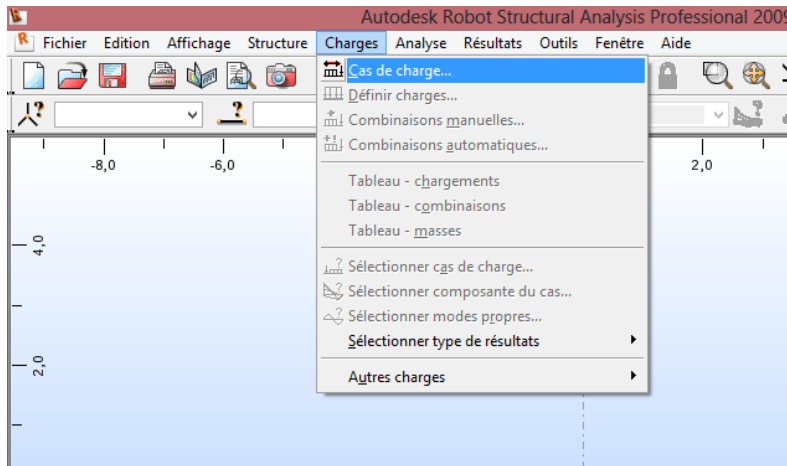 Autodesk Robot Structural Analysis Professional 2009
Fichier Edition Affichage Structure Charges Analyse Résultats Outils Fenêtre Aide
Cas de charge...
Définir charges...
Combinaisons manuelles...
Combinaisons automatiques...
-8,0 -6,0 2,0
Tableau - chargements
Tableau - combinaisons
Tableau - masses
4,0
Sélectionner cas de charge...
Sélectionner composante du cas...
Sélectionner modes propres...
Sélectionner type de résultats
2,0
Autres charges